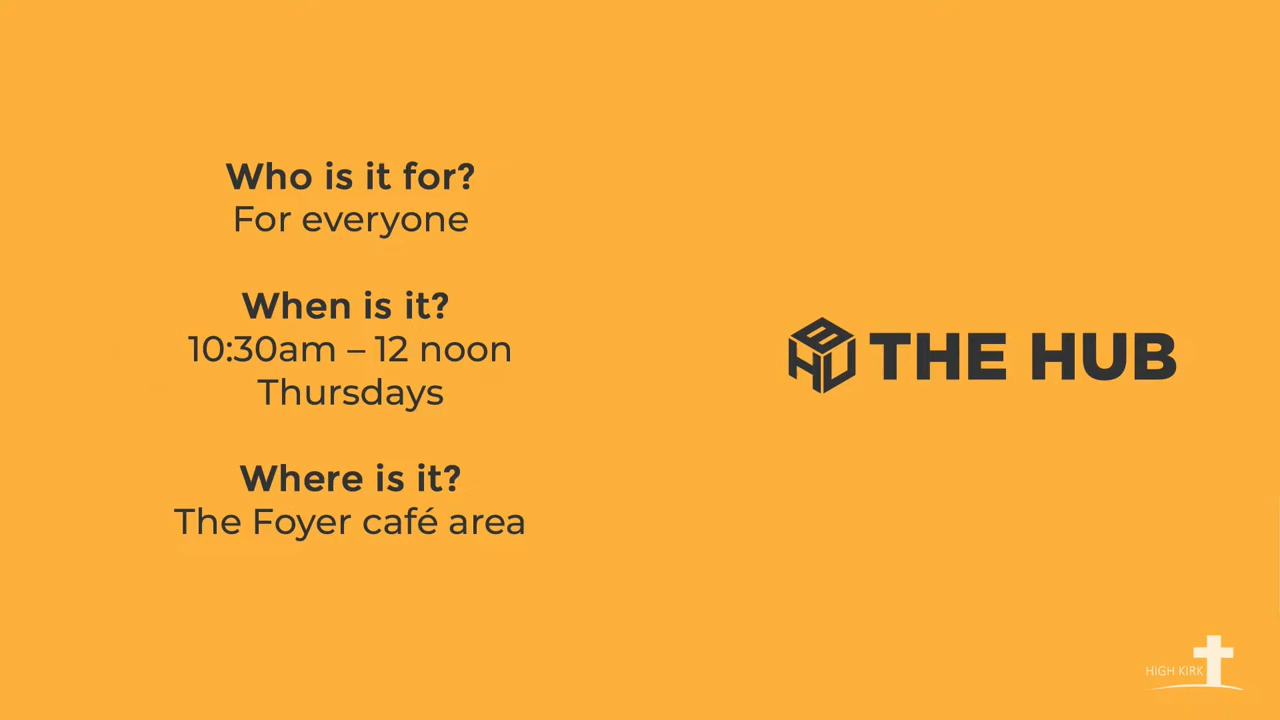 Who is it for?
For everyone
When is it?
10:30am – 12 noon
Thursdays
Where is it?
The Foyer café area
HUB
THE HUB
HIGH KIRK